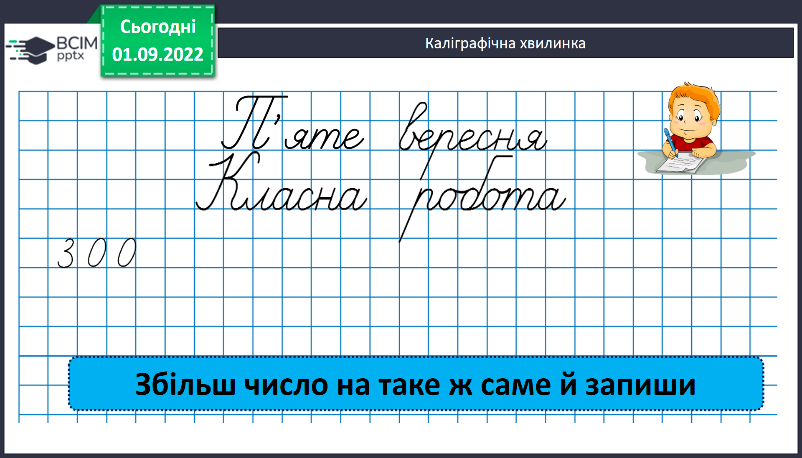 ВСІМ
pptx
Сьогодні
01.09.2022
Каліграфічна хвилинка
П'яте вересня
Класна робота
300
Збільш число на таке ж саме й запиши